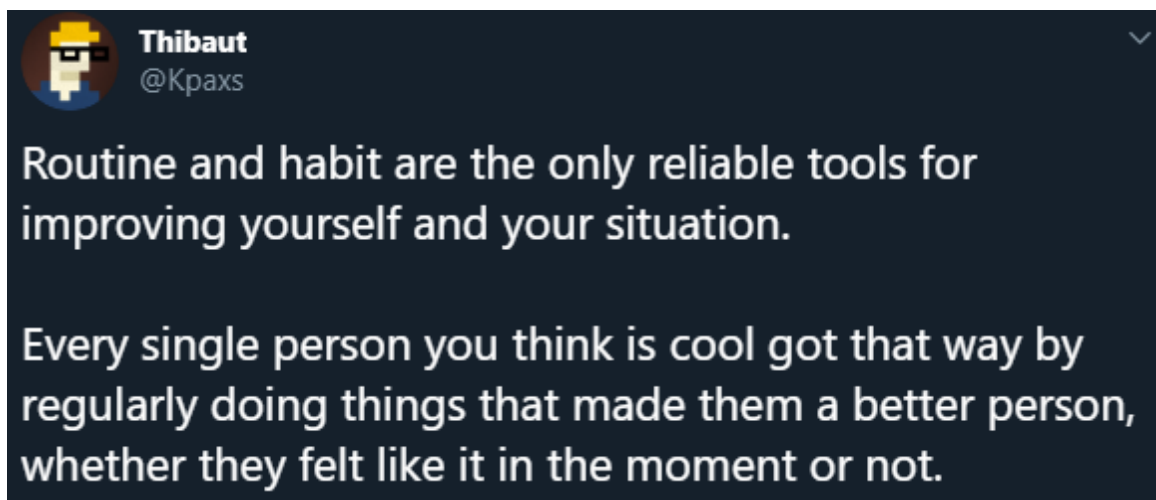 Thibaut
@Kpaxs
Routine and habit are the only reliable tools for
improving yourself and your situation.
Every single person you think is cool got that way by
regularly doing things that made them a better person,
whether they felt like it in the moment or not.